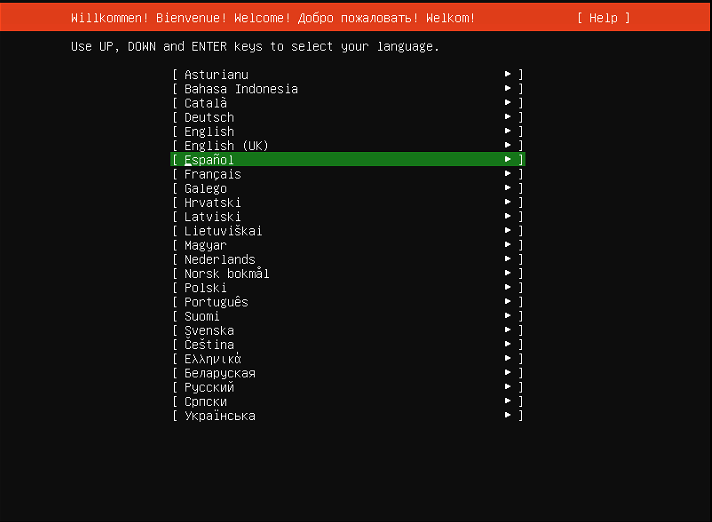 Willkommen! Bienvenue! Welcome! Добро пожаловать! Welkom! [ Help ]
Use UP, DOWN and ENTER keys to select your language.
[ Asturianu ► ]
[ Bahasa Indonesia ► ]
[ Català ► ]
[ Deutsch ► ]
[ English ► ]
[ English (UK) ► ]
[ Español ► ]
[ Français ► ]
[ Galego ► ]
[ Hrvatski ► ]
[ Latviski ► ]
[ Lietuviškai ► ]
[ Magyar ► ]
[ Nederlands ► ]
[ Norsk bokmål ► ]
[ Polski ► ]
[ Português ► ]
[ Suomi ► ]
[ Svenska ► ]
[ Čeština ► ]
[ Ελληνικά ► ]
[ Беларуская ► ]
[ Русский ► ]
[ Српски ► ]
[ Українська ► ]